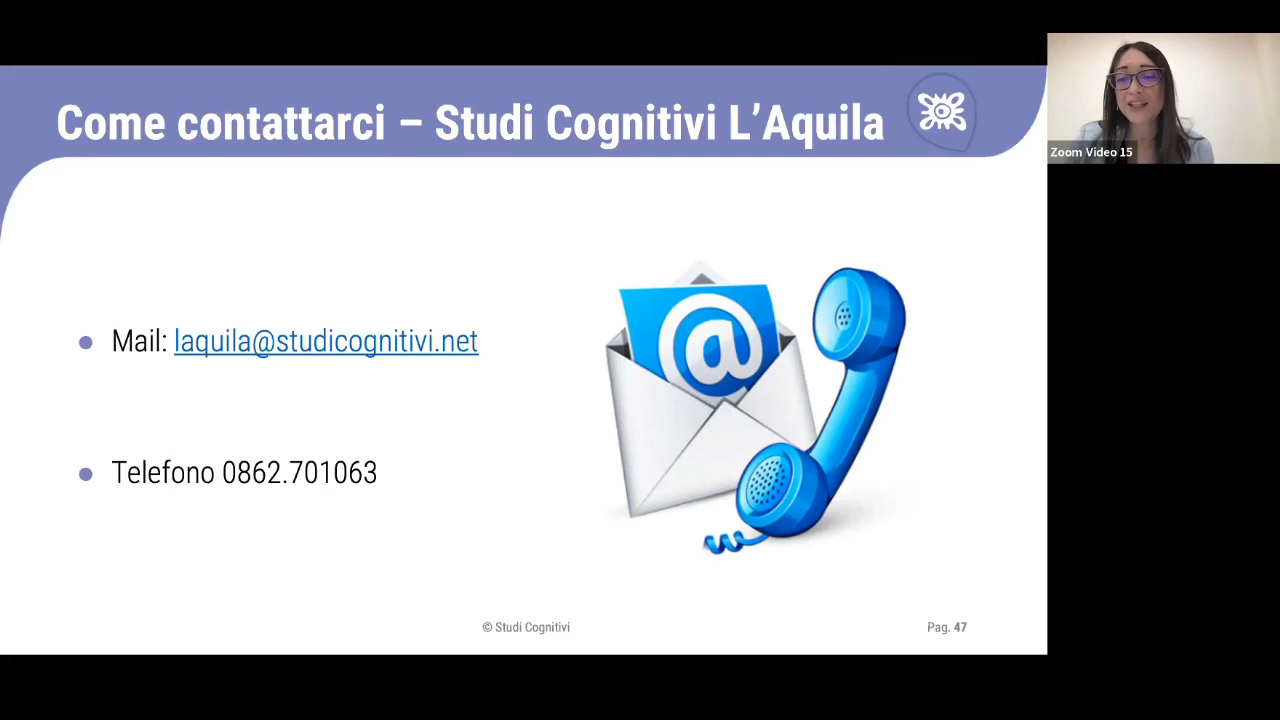 Come contattarci – Studi Cognitivi L’Aquila
Zoom Video 15
● Mail: laquila@studicognitivi.net
● Telefono 0862.701063
© Studi Cognitivi
Pag. 47